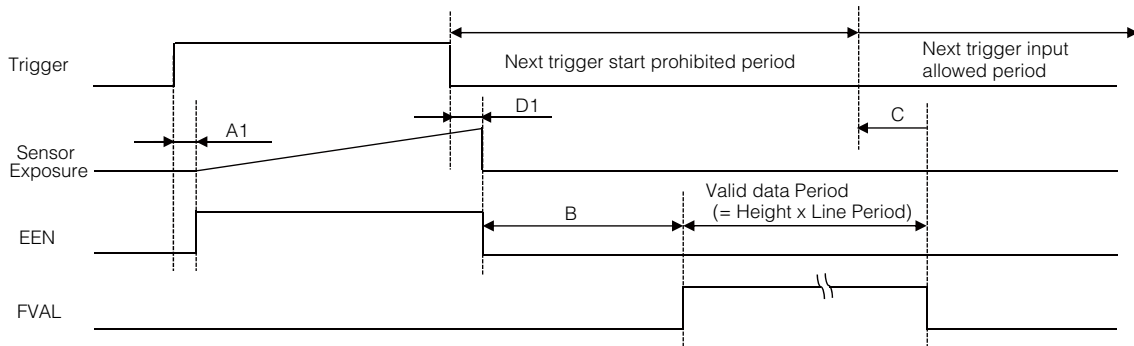 Trigger
Next trigger start prohibited period
Next trigger input
allowed period
A1
D1
C
Sensor
Exposure
Valid data Period
(= Height x Line Period)
B
EEN
FVAL